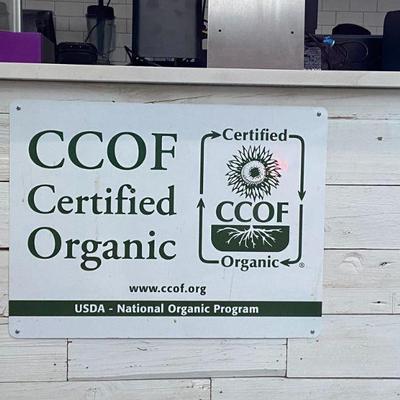 CCOF
Certified
Organic
Certified
CCOF
Organic
®
www.ccof.org
USDA - National Organic Program